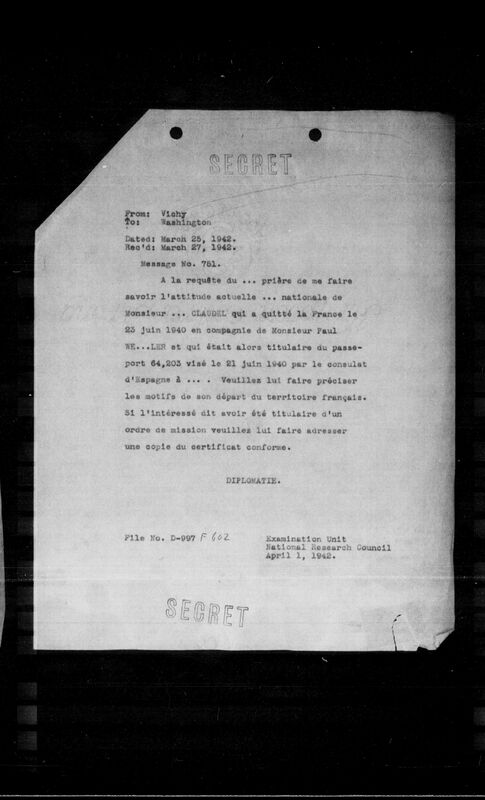 SECRET
From: Vichy
To: Washington
Dated: March 25, 1942.
Rec'd: March 27, 1942.
Message No. 751.
A la requête du ... prière de me faire
savoir l'attitude actuelle ... nationale de
Monsieur ... CLAUDEL qui a quitté la France le
23 juin 1940 en compagnie de Monsieur Paul
WE...LER et qui était alors titulaire du passe-
port 64,203 visé le 21 juin 1940 par le consulat
d'Espagne à ... . Veuillez lui faire préciser
les motifs de son départ du territoire français.
Si l'intéressé dit avoir été titulaire d'un
ordre de mission veuillez lui faire adresser
une copie du certificat conforme.
DIPLOMATIE.
File No. D-997 F 602
Examination Unit
National Research Council
April 1, 1942.
SECRET